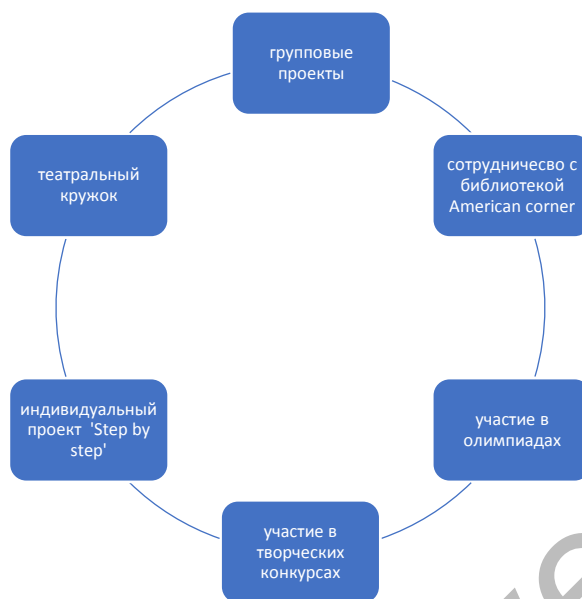 групповые
проекты
сотрудничесво с
библиотекой
American corner
участие в
олимпиадах
участие в
творческих
конкурсах
индивидуальный
проект 'Step by
step'
театральный
кружок